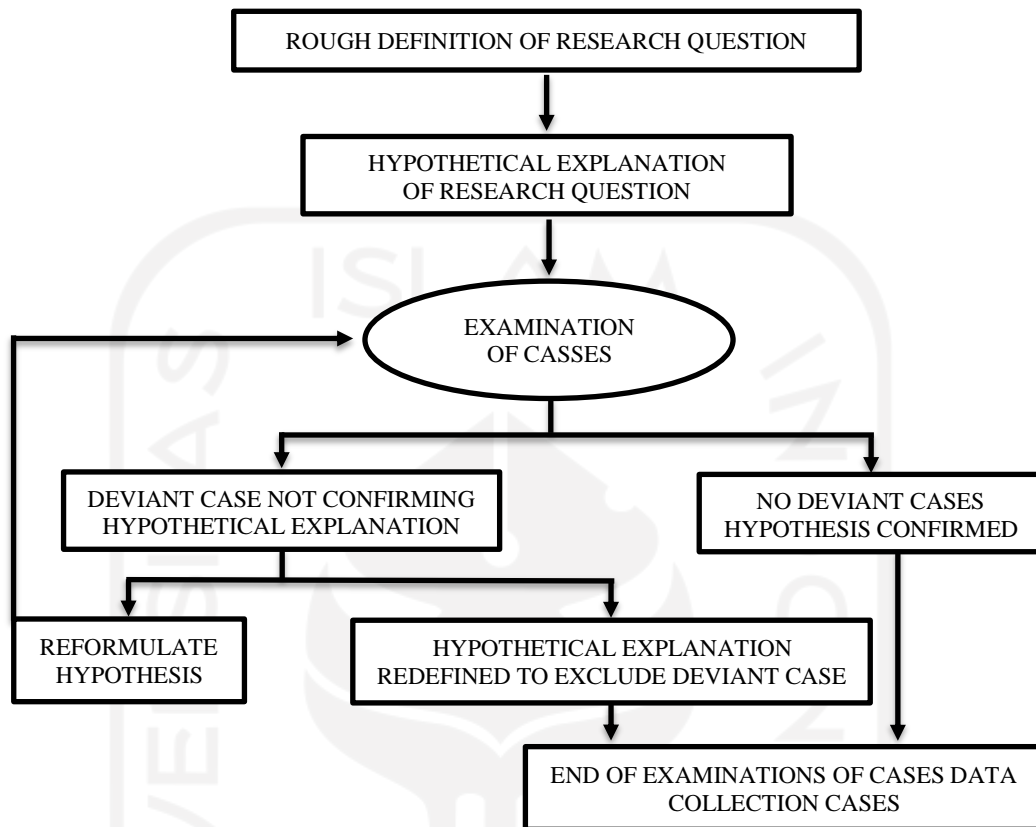 ROUGH DEFINITION OF RESEARCH QUESTION
HYPOTHETICAL EXPLANATION
OF RESEARCH QUESTION
ISLAM
EXAMINATION
OF CASSES
DEVIANT CASE NOT CONFIRMING
HYPOTHETICAL EXPLANATION
NO DEVIANT CASES
HYPOTHESIS CONFIRMED
REFORMULATE
HYPOTHESIS
HYPOTHETICAL EXPLANATION
REDEFINED TO EXCLUDE DEVIANT CASE
END OF EXAMINATIONS OF CASES DATA
COLLECTION CASES